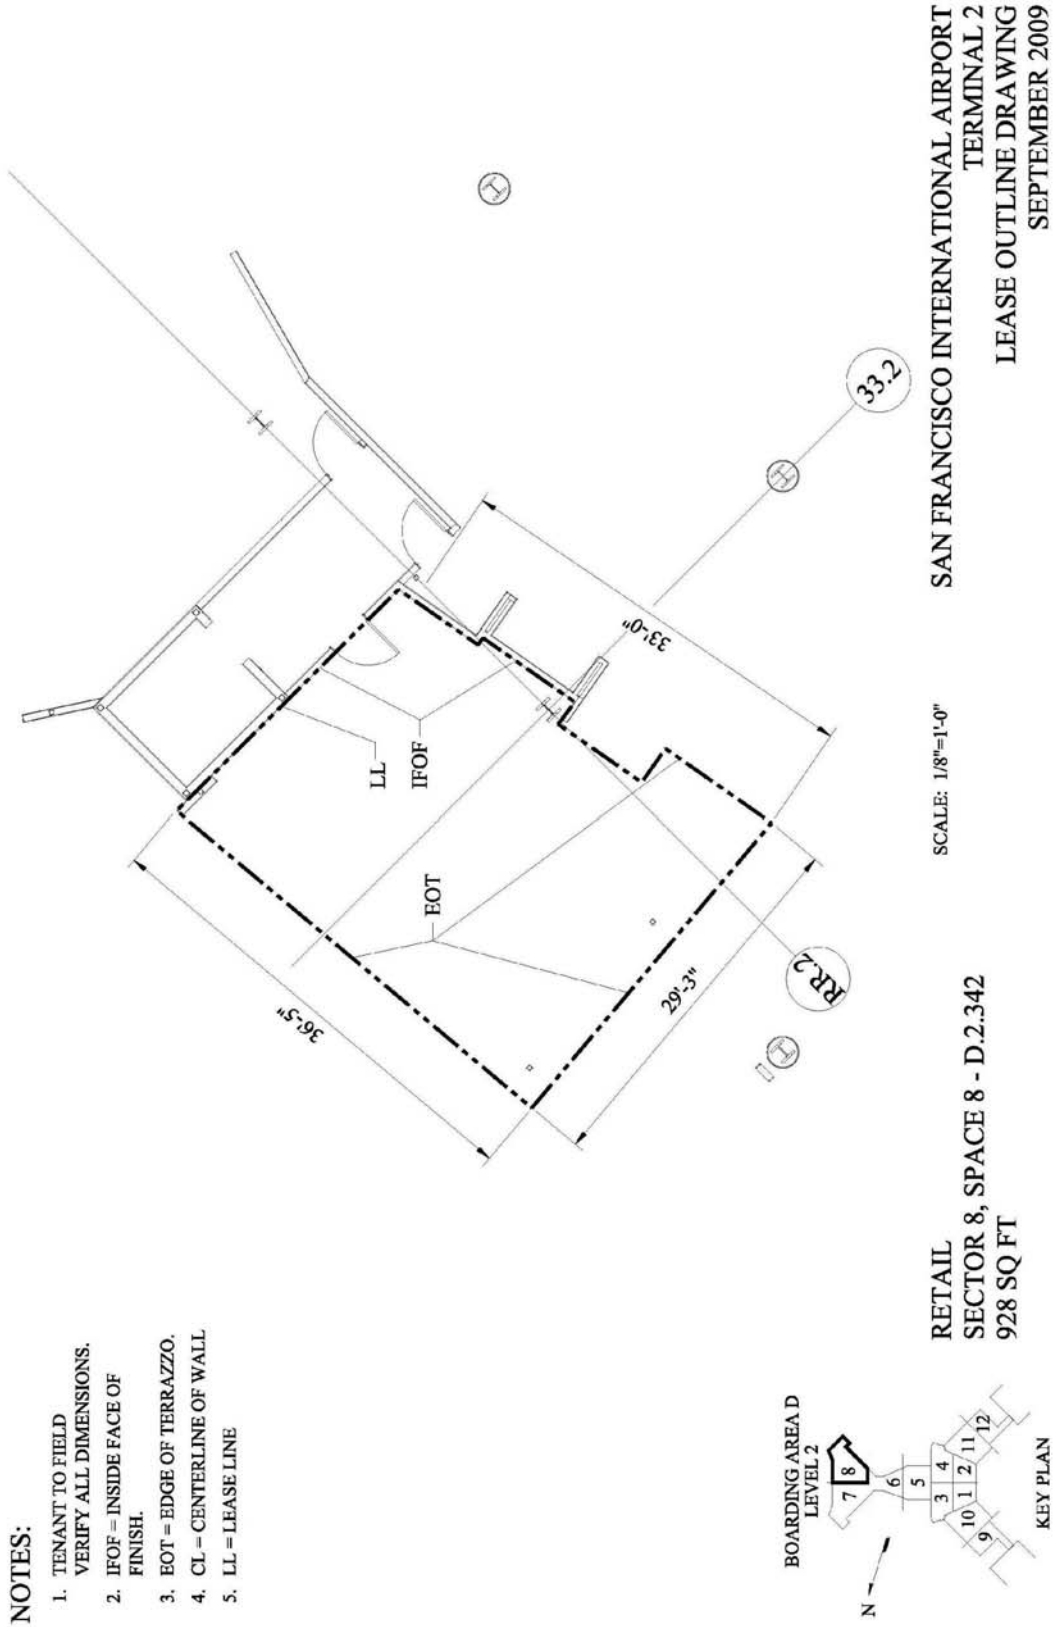 NOTES:
1. TENANT TO FIELD
VERIFY ALL DIMENSIONS.
2. IFOF = INSIDE FACE OF
FINISH.
3. EOT = EDGE OF TERRAZZO.
4. CL = CENTERLINE OF WALL
5. LL = LEASE LINE
36'-5"
EOT
LL
IFOF
33'-0"
29'-3"
RR.2
33.2
BOARDING AREA D
LEVEL 2
N
7
8
6
5
3
4
1
2
10
11
9
12
KEY PLAN
RETAIL
SECTOR 8, SPACE 8 - D.2.342
928 SQ FT
SCALE: 1/8"=1'-0"
SAN FRANCISCO INTERNATIONAL AIRPORT
TERMINAL 2
LEASE OUTLINE DRAWING
SEPTEMBER 2009